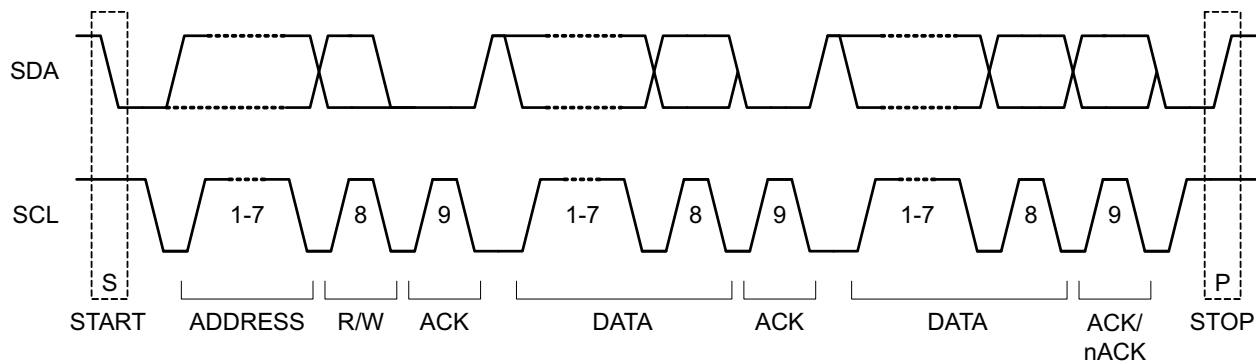 SDA
SCL
1-7
8
9
1-7
8
9
1-7
8
9
S
P
START
ADDRESS
R/W
ACK
DATA
ACK
DATA
ACK/
nACK
STOP